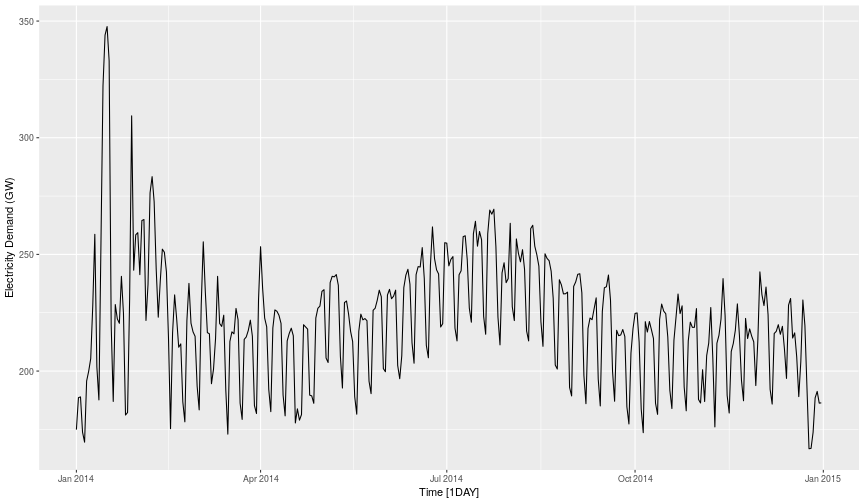 350
300
250
200
Electricity Demand (GW)
Jan 2014
Apr 2014
Jul 2014
Oct 2014
Jan 2015
Time [1DAY]